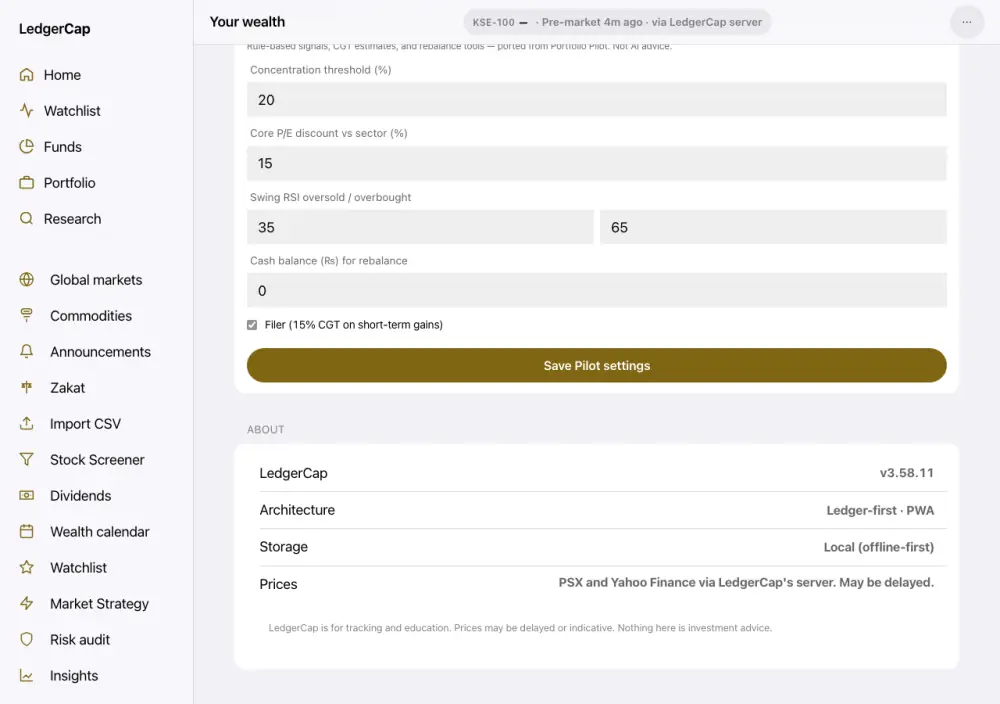 LedgerCap
Home
Watchlist
Funds
Portfolio
Research
Global markets
Commodities
Announcements
Zakat
Import CSV
Stock Screener
Dividends
Wealth calendar
Watchlist
Market Strategy
Risk audit
Insights
Your wealth
KSE-100 — · Pre-market 4m ago · via LedgerCap server
...
Rule-based signals, CGT estimates, and rebalance tools — ported from Portfolio Pilot. Not AI advice.
Concentration threshold (%)
20
Core P/E discount vs sector (%)
15
Swing RSI oversold / overbought
35 65
Cash balance (₨) for rebalance
0
Filer (15% CGT on short-term gains)
Save Pilot settings
ABOUT
LedgerCap v3.58.11
Architecture Ledger-first · PWA
Storage Local (offline-first)
Prices PSX and Yahoo Finance via LedgerCap's server. May be delayed.
LedgerCap is for tracking and education. Prices may be delayed or indicative. Nothing here is investment advice.